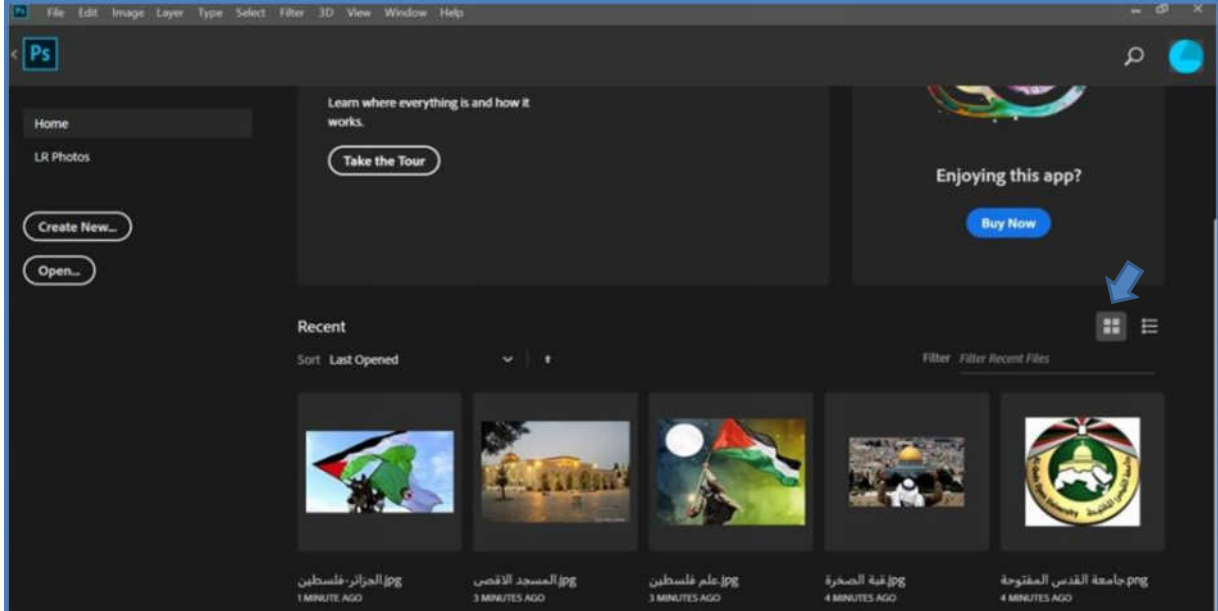 Ps File Edit Image Layer Type Select Filter 3D View Window Help
Ps
Home
LR Photos
Create New...
Open...
Learn where everything is and how it
works.
Take the Tour
Enjoying this app?
Buy Now
Recent
Sort Last Opened
Filter Filter Recent Files
الجزائر-فلسطين.jpg
1 MINUTE AGO
المسجد الاقصى.jpg
3 MINUTES AGO
علم فلسطين.jpg
3 MINUTES AGO
قبة الصخرة.jpg
4 MINUTES AGO
جامعة القدس المفتوحة.png
4 MINUTES AGO